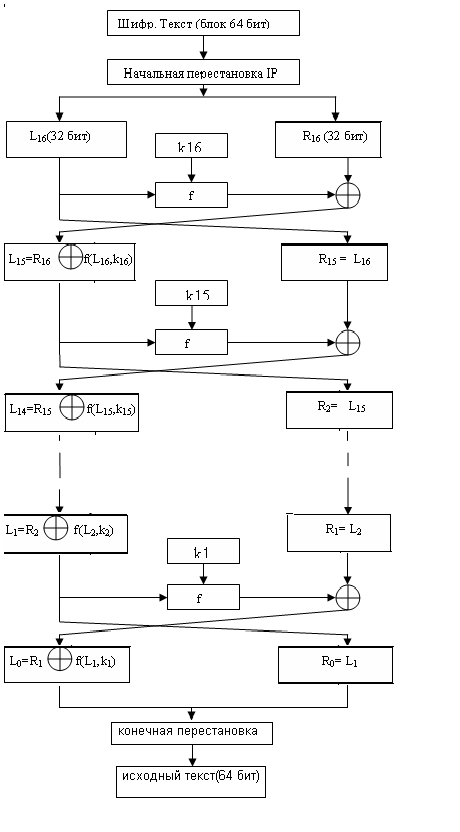 Шифр. Текст (блок 64 бит)
Начальная перестановка IP
L16(32 бит)
k16
R16 (32 бит)
f
L15=R16 ⊕ f(L16,k16)
R15 = L16
k15
f
L14=R15 ⊕ f(L15,k15)
R2= L15
L1=R2 ⊕ f(L2,k2)
R1= L2
k1
f
L0=R1 ⊕ f(L1,k1)
R0= L1
конечная перестановка
исходный текст(64 бит)